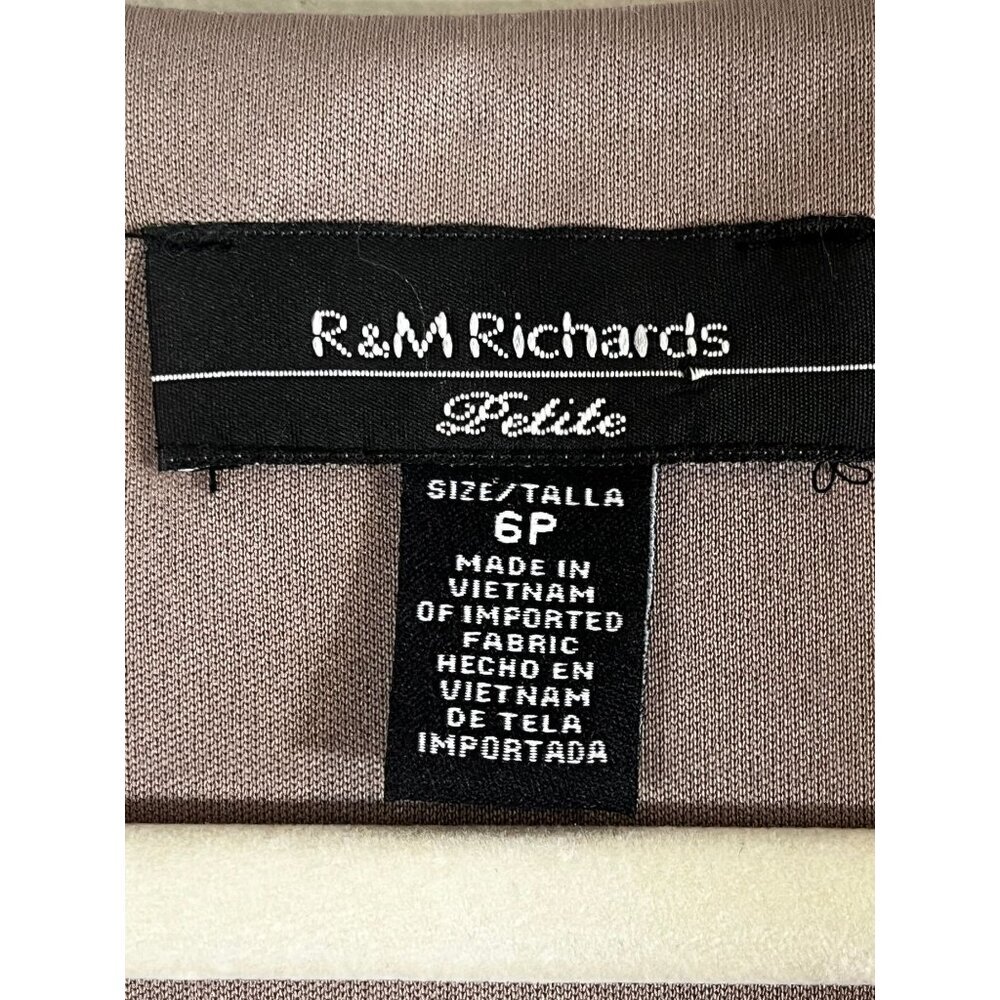 R&M Richards
Petite
SIZE/TALLA
6P
MADE IN
VIETNAM
OF IMPORTED
FABRIC
HECHO EN
VIETNAM
DE TELA
IMPORTADA